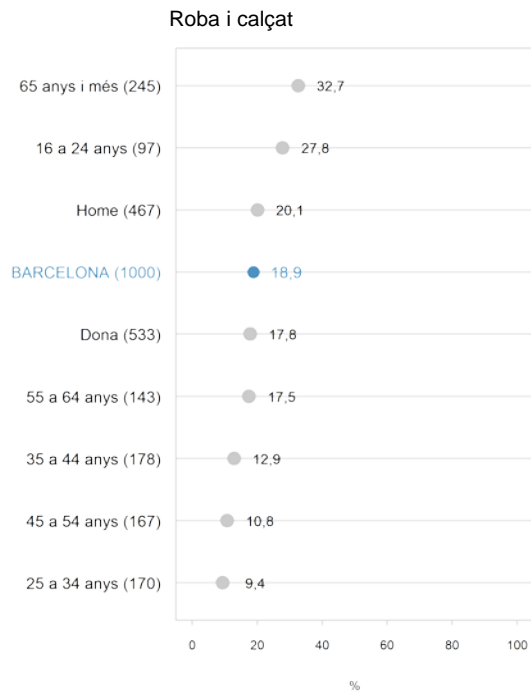 Roba i calçat
65 anys i més (245) 32,7
16 a 24 anys (97) 27,8
Home (467) 20,1
BARCELONA (1000) 18,9
Dona (533) 17,8
55 a 64 anys (143) 17,5
35 a 44 anys (178) 12,9
45 a 54 anys (167) 10,8
25 a 34 anys (170) 9,4
0 20 40 60 80 100
%